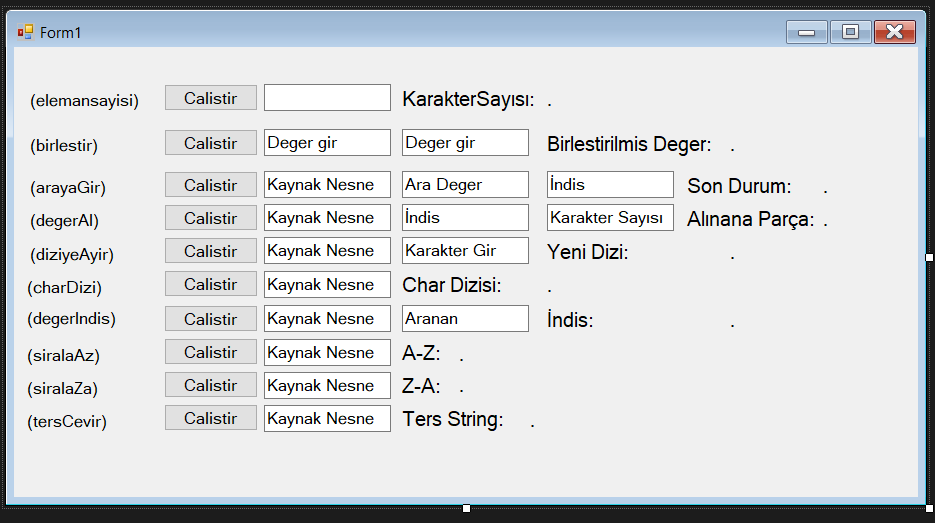 Form1
(elemansayisi) Calistir KarakterSayısı: .
(birlestir) Calistir Deger gir Deger gir Birlestirilmis Deger: .
(arayaGir) Calistir Kaynak Nesne Ara Deger İndis Son Durum: .
(degerAl) Calistir Kaynak Nesne İndis Karakter Sayısı Alınana Parça: .
(diziyeAyir) Calistir Kaynak Nesne Karakter Gir Yeni Dizi: .
(charDizi) Calistir Kaynak Nesne Char Dizisi: .
(degerIndis) Calistir Kaynak Nesne Aranan İndis: .
(siralaAz) Calistir Kaynak Nesne A-Z: .
(siralaZa) Calistir Kaynak Nesne Z-A: .
(tersCevir) Calistir Kaynak Nesne Ters String: .